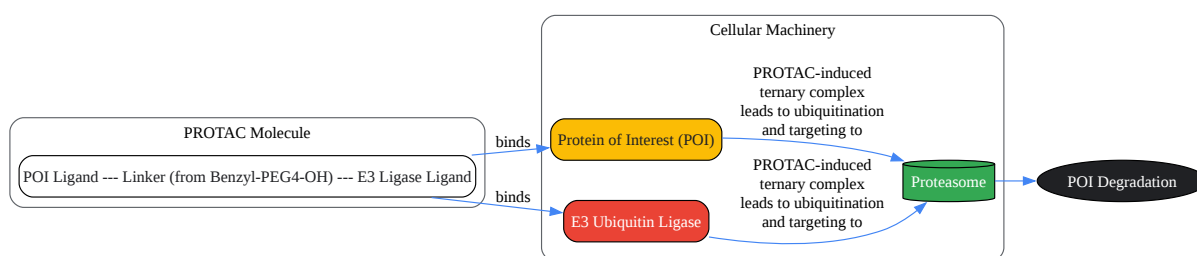 Cellular Machinery
PROTAC-induced
ternary complex
leads to ubiquitination
and targeting to
PROTAC Molecule
binds
Protein of Interest (POI)
POI Ligand --- Linker (from Benzyl-PEG4-OH) --- E3 Ligase Ligand
PROTAC-induced
ternary complex
leads to ubiquitination
and targeting to
Proteasome
POI Degradation
binds
E3 Ubiquitin Ligase